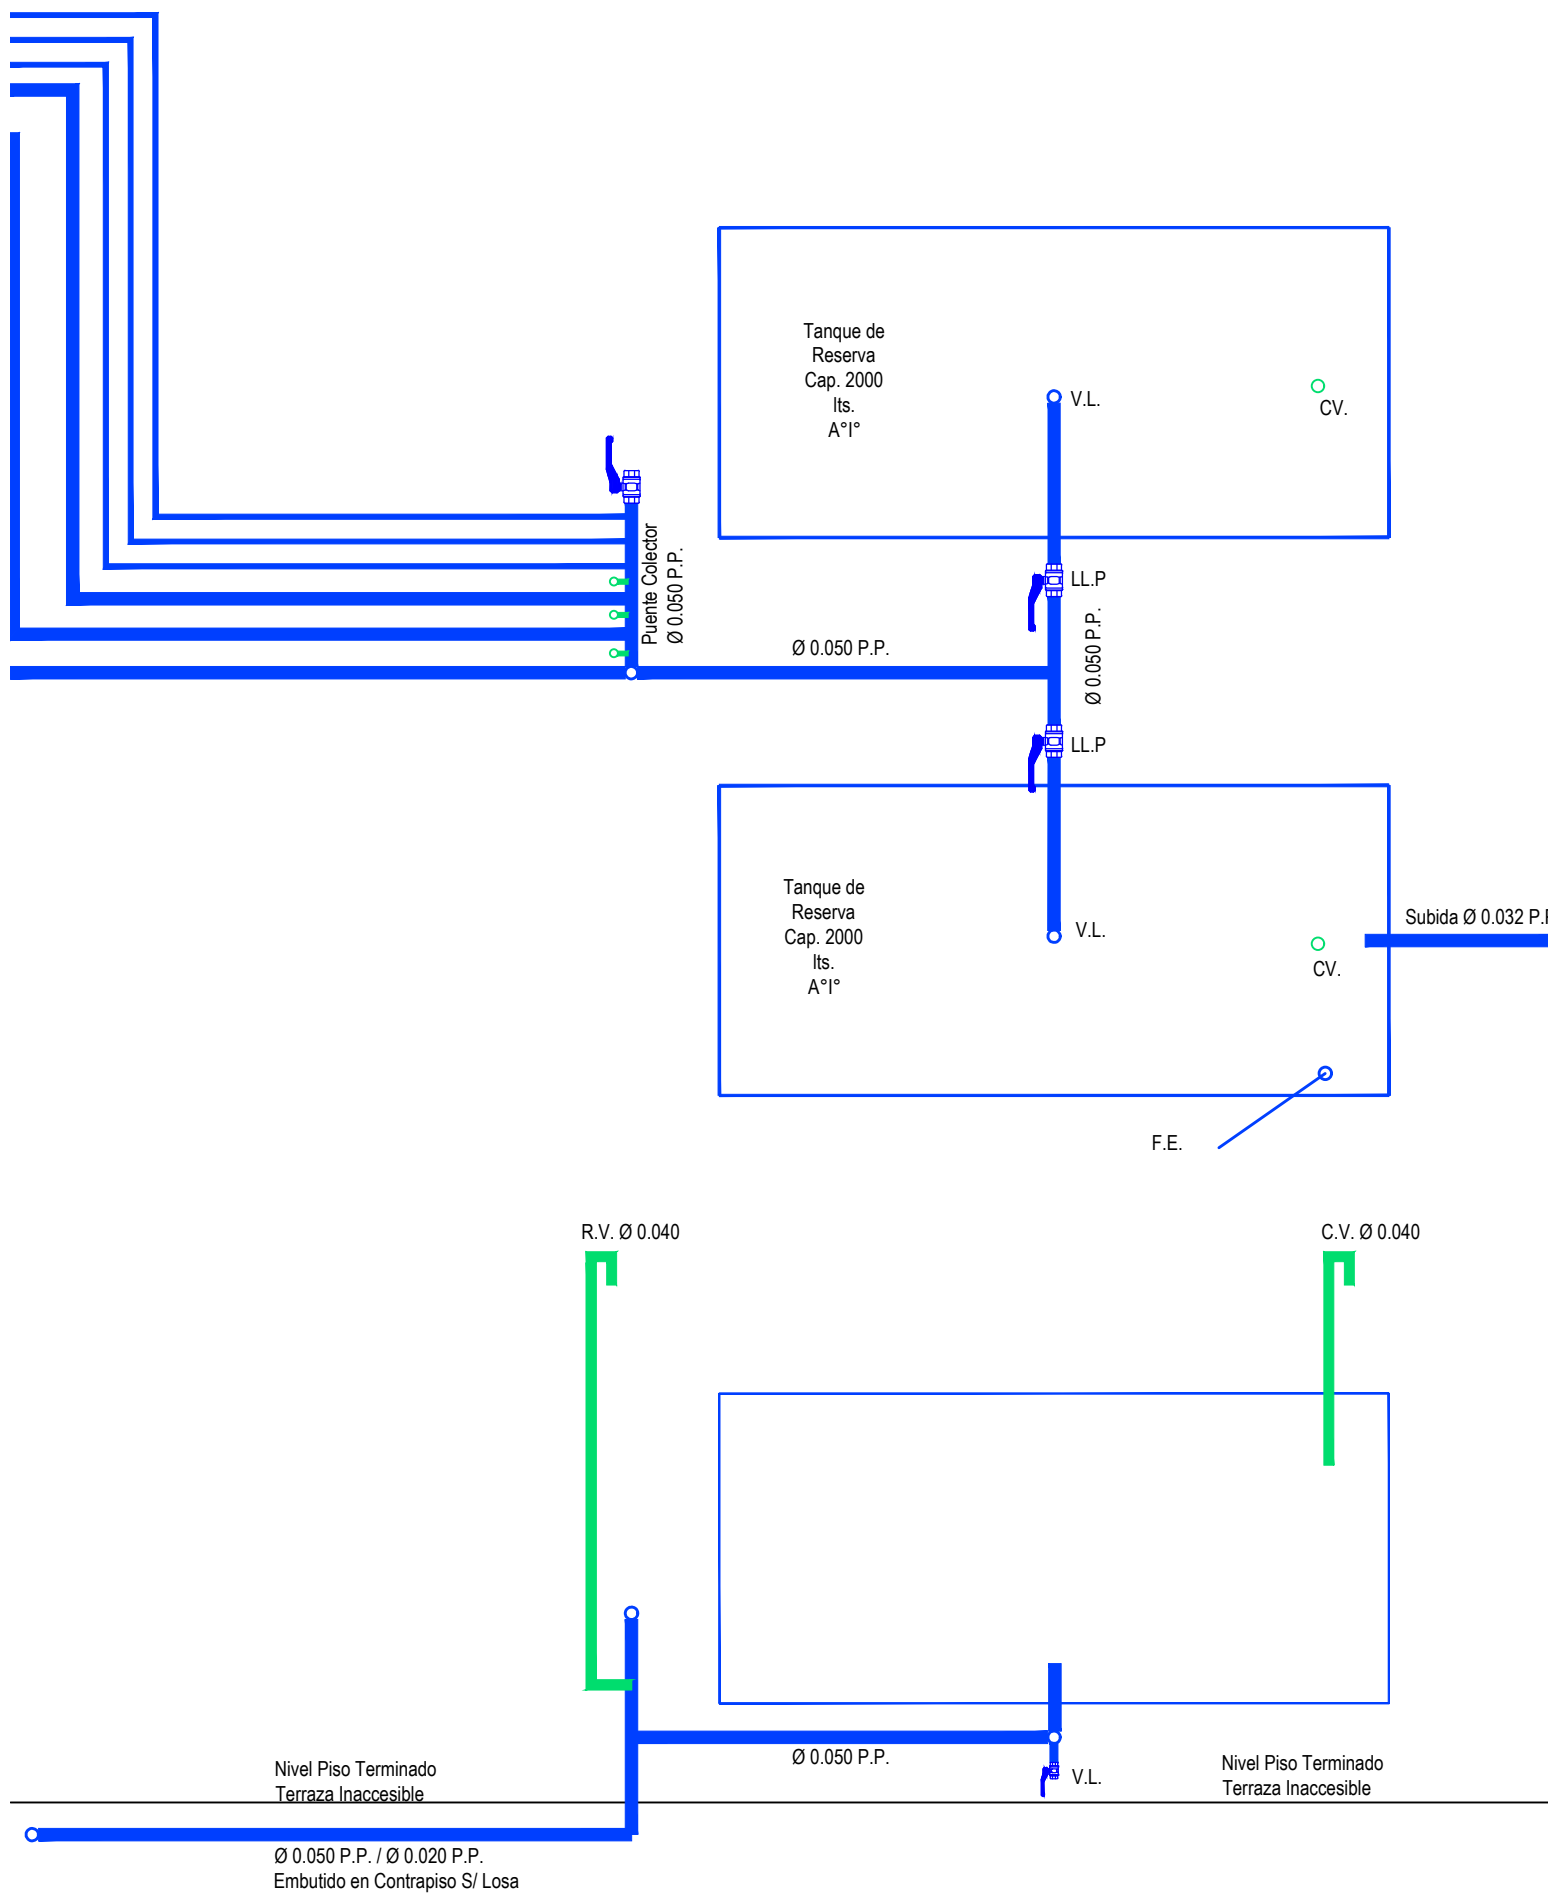 Tanque de
Reserva
Cap. 2000
lts.
A°I°
V.L.
CV.
Puente Colector
Ø 0.050 P.P.
LL.P
Ø 0.050 P.P.
Ø 0.050 P.P.
LL.P
Tanque de
Reserva
Cap. 2000
lts.
A°I°
V.L.
CV.
Subida Ø 0.032 P.
F.E.
R.V. Ø 0.040
C.V. Ø 0.040
Ø 0.050 P.P.
V.L.
Nivel Piso Terminado
Terraza Inaccesible
Nivel Piso Terminado
Terraza Inaccesible
Ø 0.050 P.P. / Ø 0.020 P.P.
Embutido en Contrapiso S/ Losa